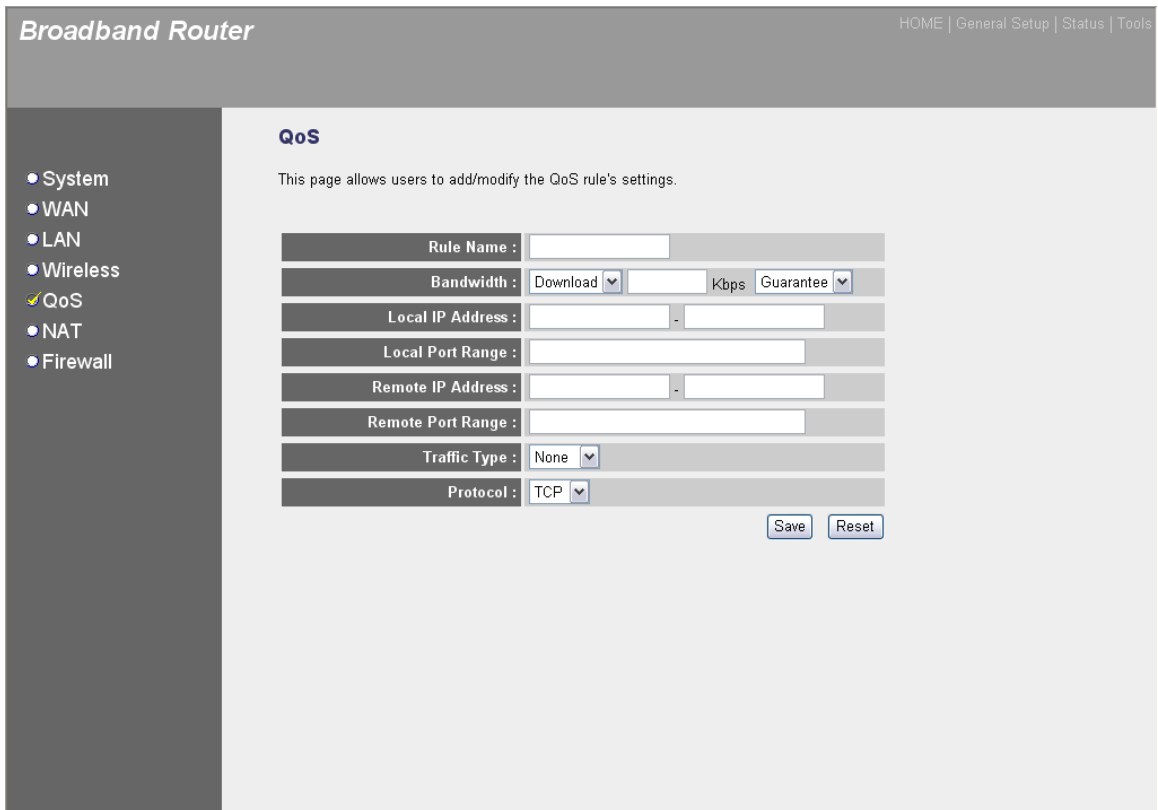 Broadband Router
HOME | General Setup | Status | Tools
System
WAN
LAN
Wireless
QoS
NAT
Firewall
QoS
This page allows users to add/modify the QoS rule's settings.
Rule Name :
Bandwidth : Download Kbps Guarantee
Local IP Address : -
Local Port Range :
Remote IP Address : -
Remote Port Range :
Traffic Type : None
Protocol : TCP
Save Reset